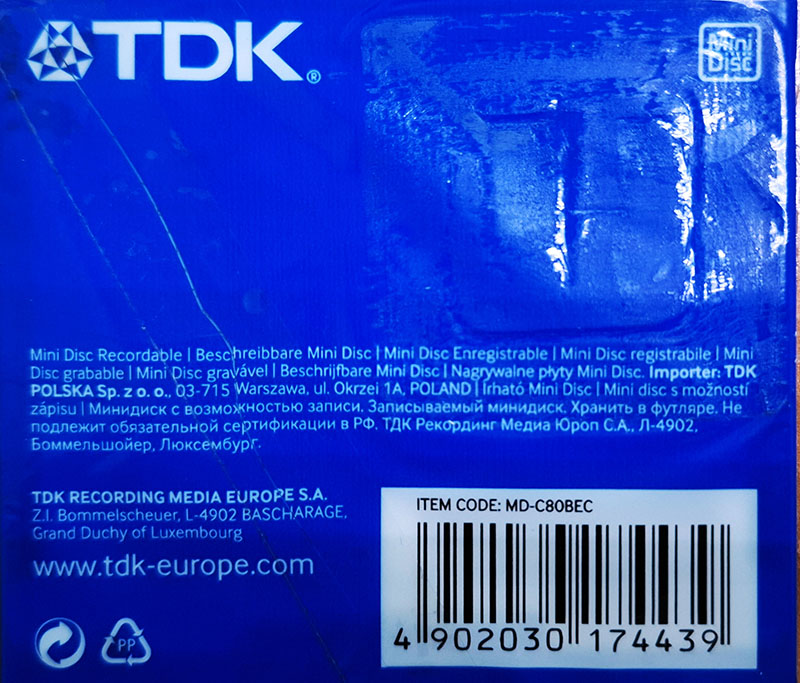 TDK®
Mini
Disc
Mini Disc Recordable | Beschreibbare Mini Disc | Mini Disc Enregistrable | Mini Disc registrabile | Mini
Disc grabable | Mini Disc gravável | Beschrijfbare Mini Disc | Nagrywalne płyty Mini Disc. Importer: TDK
POLSKA Sp. z o. o., 03-715 Warszawa, ul. Okrzei 1A, POLAND | Írható Mini Disc | Mini disc s možností
zápisu | Минидиск с возможностью записи. Записываемый минидиск. Хранить в футляре. Не
подлежит обязательной сертификации в РФ. ТДК Рекординг Медиа Юроп С.А., Л-4902,
Боммельшойер, Люксембург.
TDK RECORDING MEDIA EUROPE S.A.
Z.I. Bommelscheuer, L-4902 BASCHARAGE,
Grand Duchy of Luxembourg
www.tdk-europe.com
PP
ITEM CODE: MD-C80BEC
4 902030 174439